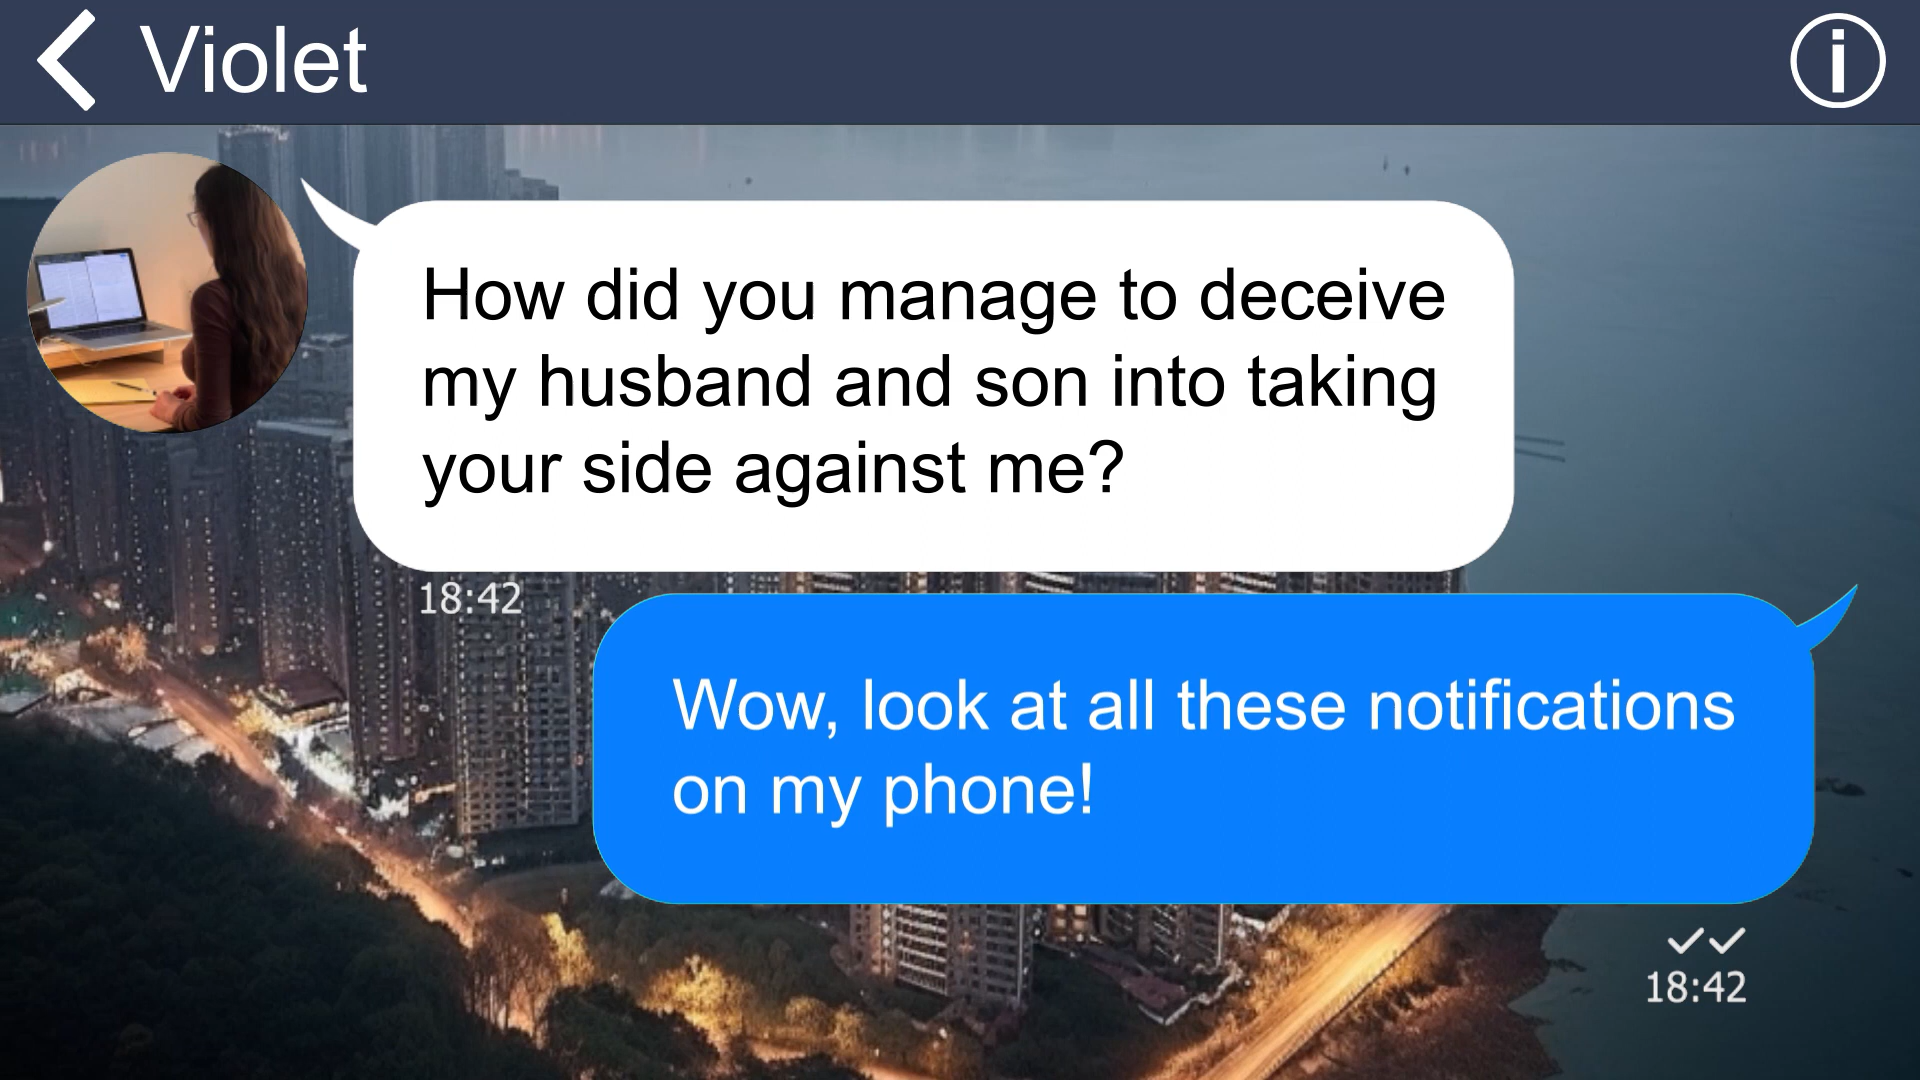 Violet
How did you manage to deceive
my husband and son into taking
your side against me?
18:42
Wow, look at all these notifications
on my phone!
18:42